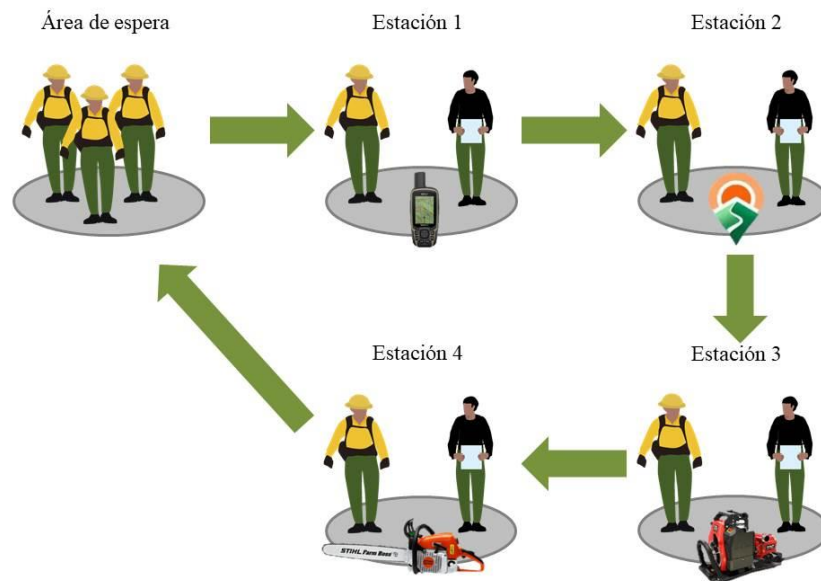 Área de espera
Estación 1
Estación 2
Estación 4
Estación 3
STIHL Farm Boss